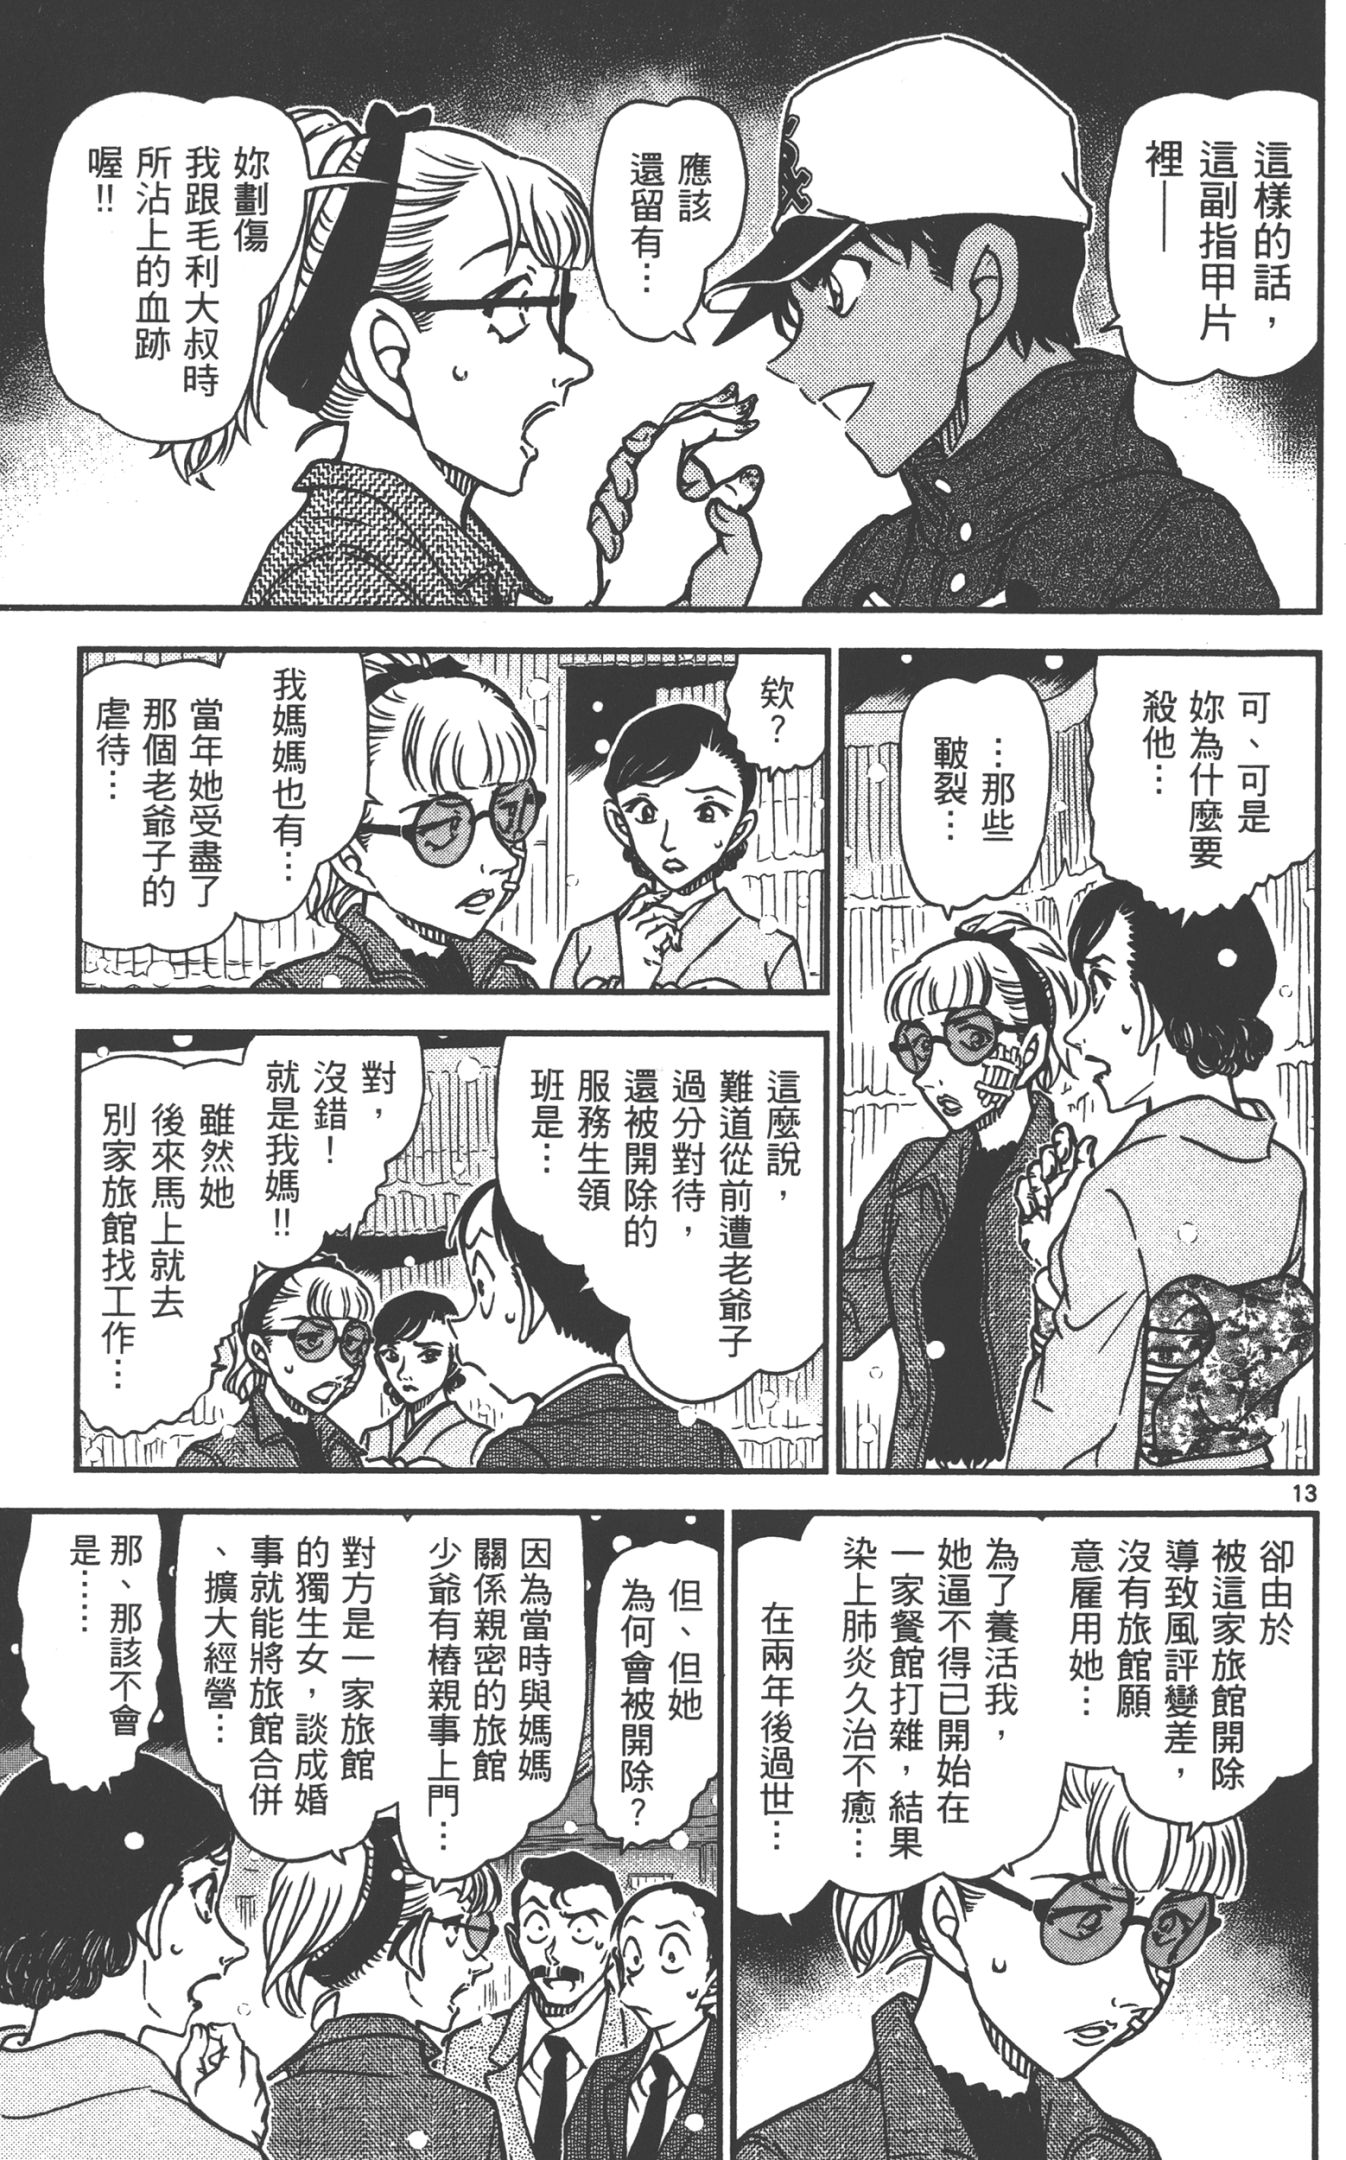 這樣的話，
這副指甲片
裡——
應該
還留有…
妳劃傷
我跟毛利大叔時
所沾上的血跡
喔!!
可、可是
妳為什麼要
殺他…
…那些
皸裂…
欸？
我媽媽也有…
當年她受盡了
那個老爺子的
虐待…
這麼說，
難道從前遭老爺子
過分對待，
還被開除的
服務生領
班是…
對，
沒錯！
就是我媽!!
雖然她
後來馬上就去
別家旅館找工作…
13
卻由於
被這家旅館開除
導致風評變差，
沒有旅館願
意雇用她…
為了養活我，
她逼不得已開始在
一家餐館打雜，結果
染上肺炎久治不癒…
在兩年後過世…
但、但她
為何會被開除？
因為當時與媽媽
關係親密的旅館
少爺有樁親事上門…
對方是一家旅館
的獨生女，談成婚
事就能將旅館合併
、擴大經營…
那、那該不會
是……